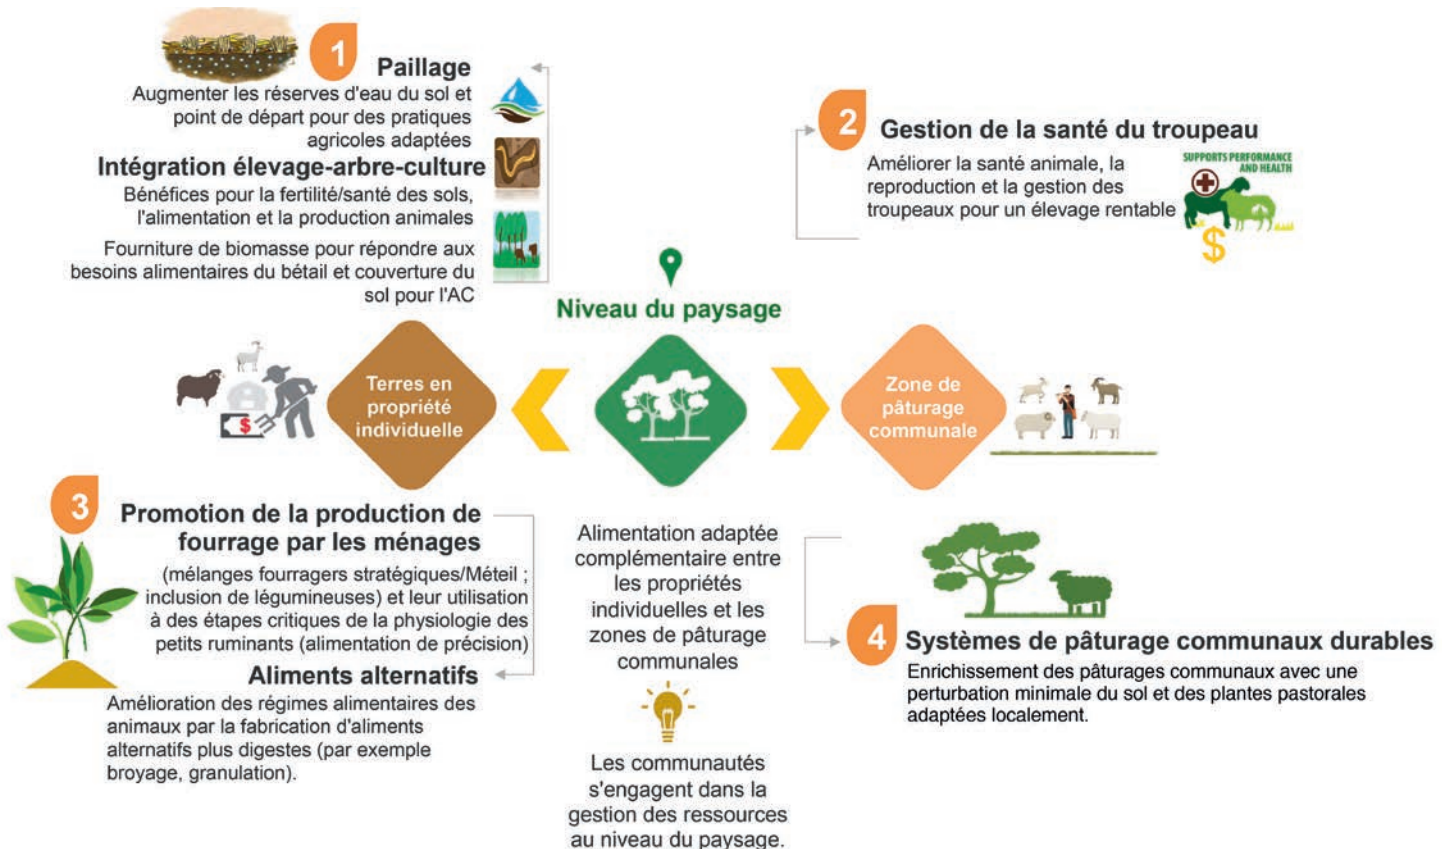 1
Paillage
Augmenter les réserves d'eau du sol et
point de départ pour des pratiques
agricoles adaptées
Intégration élevage-arbre-culture
Bénéfices pour la fertilité/santé des sols,
l'alimentation et la production animales
Fourniture de biomasse pour répondre aux
besoins alimentaires du bétail et couverture du
sol pour l'AC
2
Gestion de la santé du troupeau
Améliorer la santé animale, la
reproduction et la gestion des
troupeaux pour un élevage rentable
SUPPORTS PERFORMANCE
AND HEALTH
$
Niveau du paysage
$
Terres en
propriété
individuelle
Zone de
pâturage
communale
3
Promotion de la production de
fourrage par les ménages
(mélanges fourragers stratégiques/Méteil ;
inclusion de légumineuses) et leur utilisation
à des étapes critiques de la physiologie des
petits ruminants (alimentation de précision)
Aliments alternatifs
Amélioration des régimes alimentaires des
animaux par la fabrication d'aliments
alternatifs plus digestes (par exemple
broyage, granulation).
Alimentation adaptée
complémentaire entre
les propriétés
individuelles et les
zones de pâturage
communales
Les communautés
s'engagent dans la
gestion des ressources
au niveau du paysage.
4
Systèmes de pâturage communaux durables
Enrichissement des pâturages communaux avec une
perturbation minimale du sol et des plantes pastorales
adaptées localement.